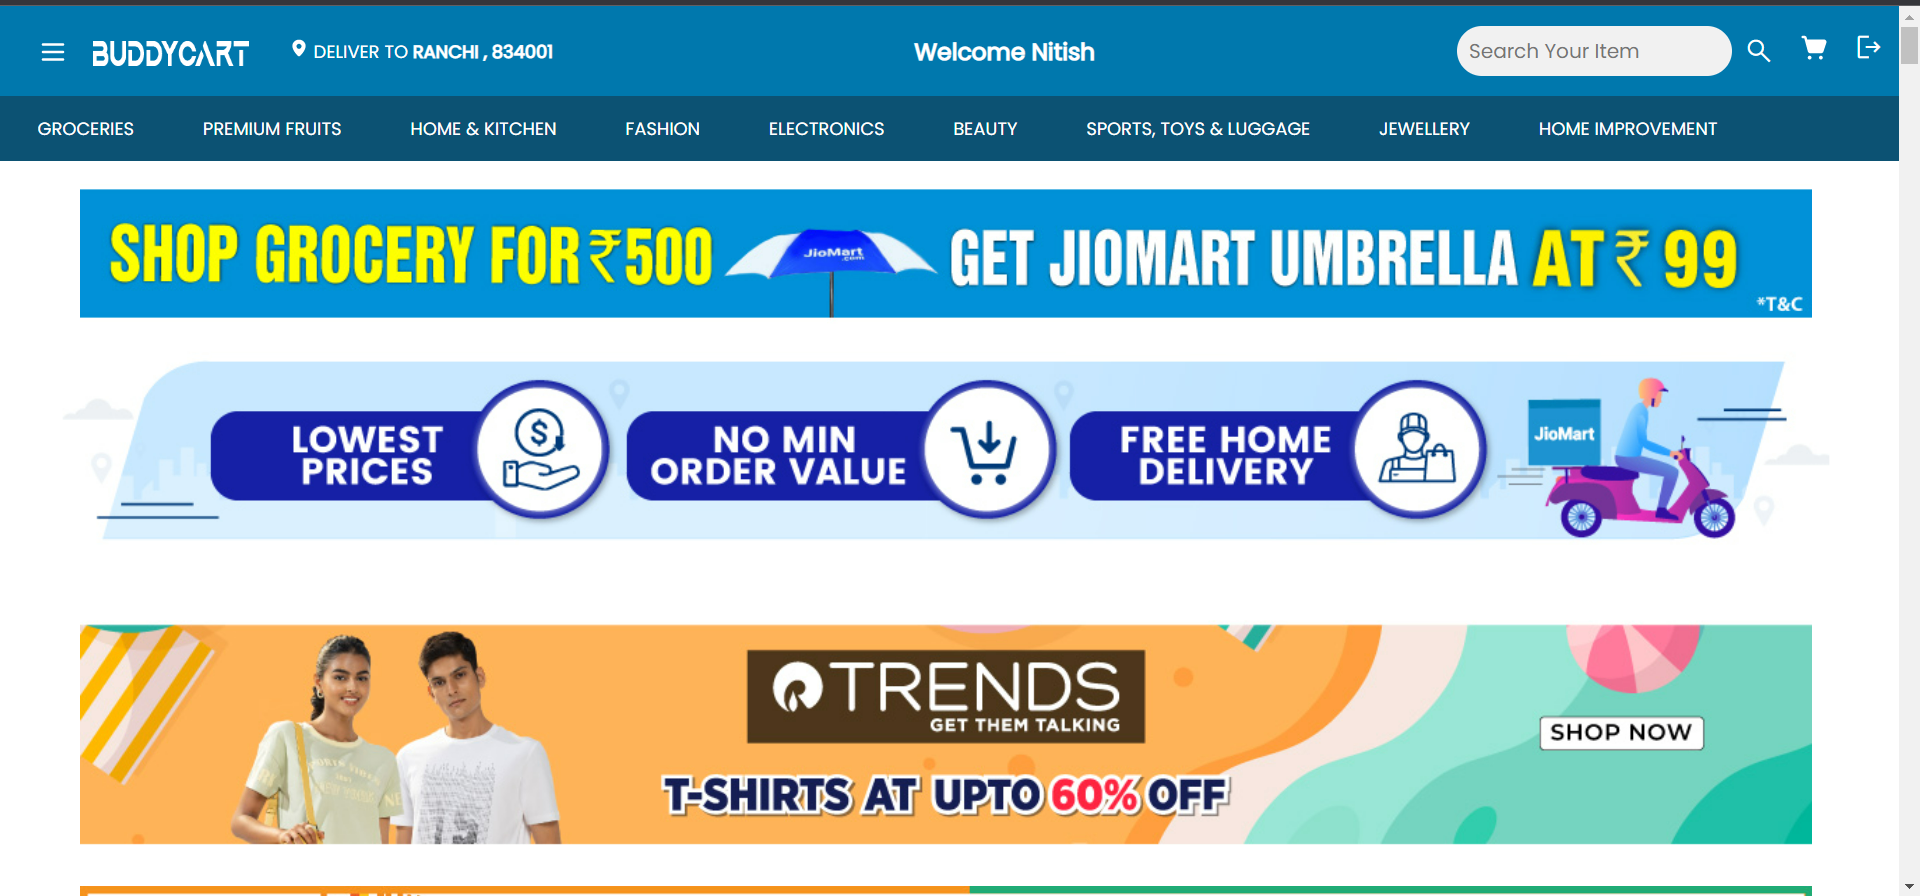 BUDDYCART
DELIVER TO RANCHI , 834001
Welcome Nitish
Search Your Item
GROCERIES
PREMIUM FRUITS
HOME & KITCHEN
FASHION
ELECTRONICS
BEAUTY
SPORTS, TOYS & LUGGAGE
JEWELLERY
HOME IMPROVEMENT
SHOP GROCERY FOR ₹500
JioMart
.com
GET JIOMART UMBRELLA AT ₹ 99
*T&C
LOWEST
PRICES
$
NO MIN
ORDER VALUE
FREE HOME
DELIVERY
JioMart
TRENDS
GET THEM TALKING
T-SHIRTS AT UPTO 60% OFF
SHOP NOW